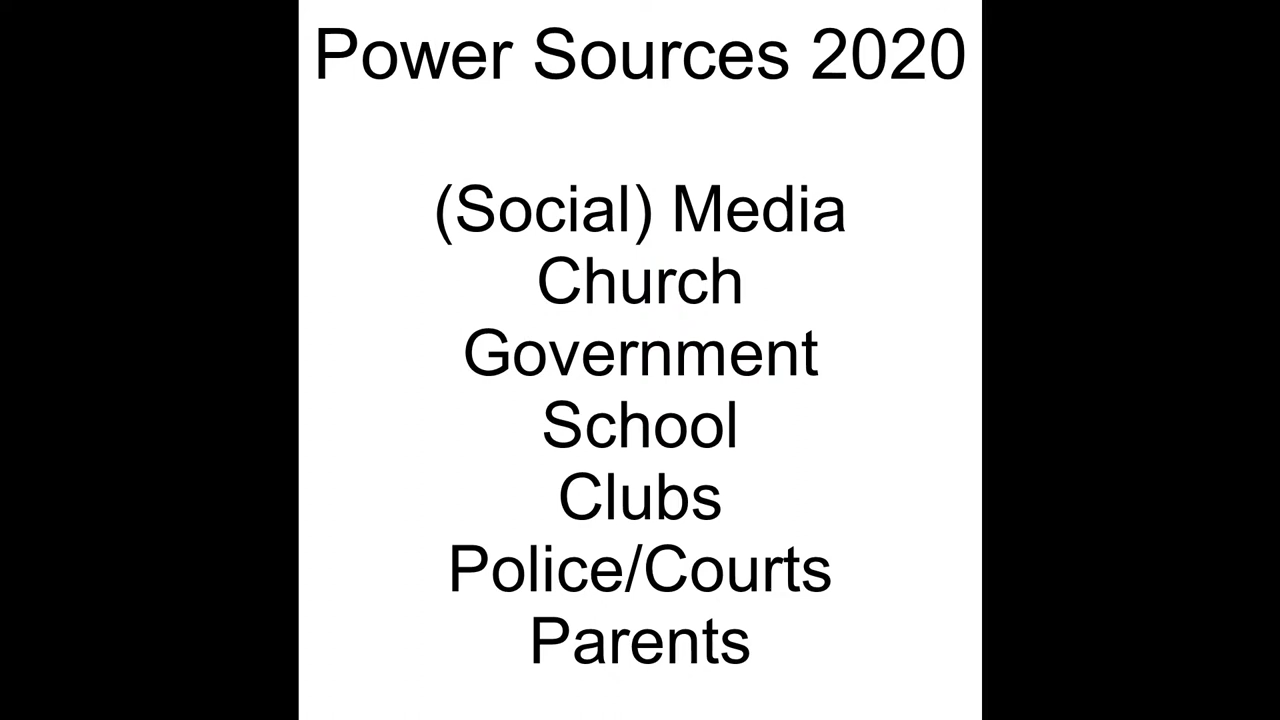 Power Sources 2020
(Social) Media
Church
Government
School
Clubs
Police/Courts
Parents